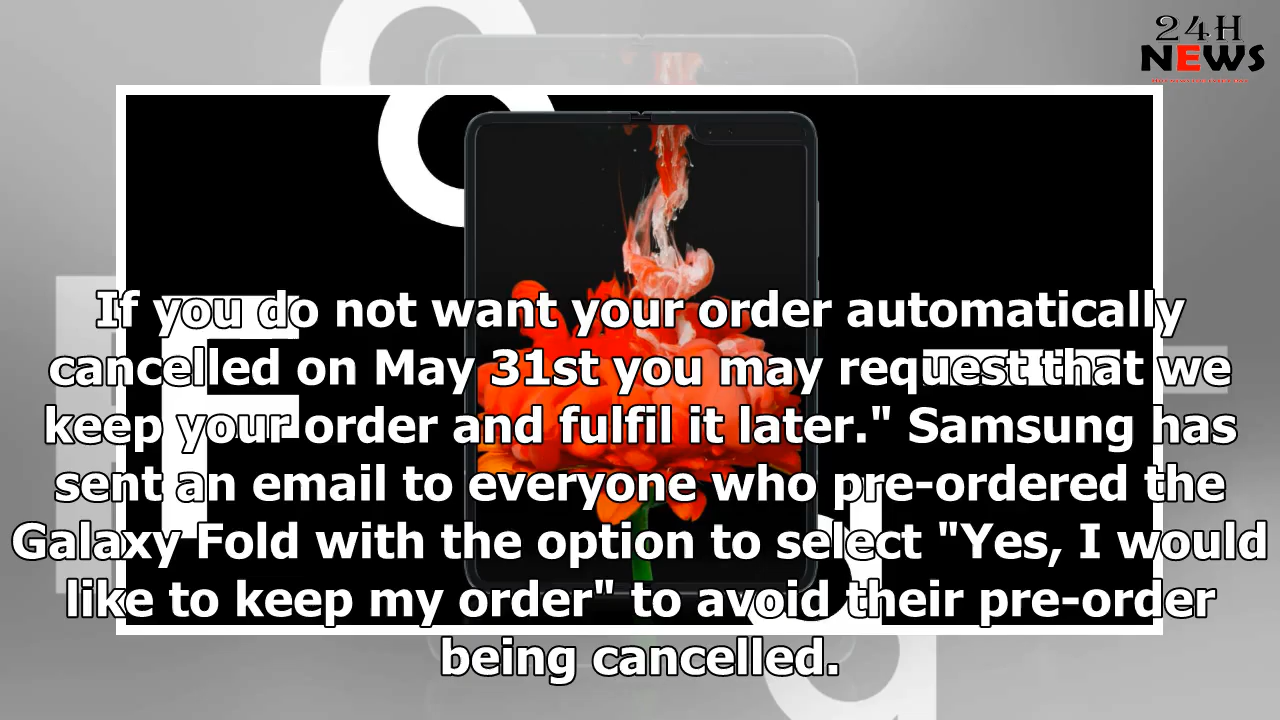 24H
NEWS
If you do not want your order automatically
cancelled on May 31st you may request that we
keep your order and fulfil it later." Samsung has
sent an email to everyone who pre-ordered the
Galaxy Fold with the option to select "Yes, I would
like to keep my order" to avoid their pre-order
being cancelled.